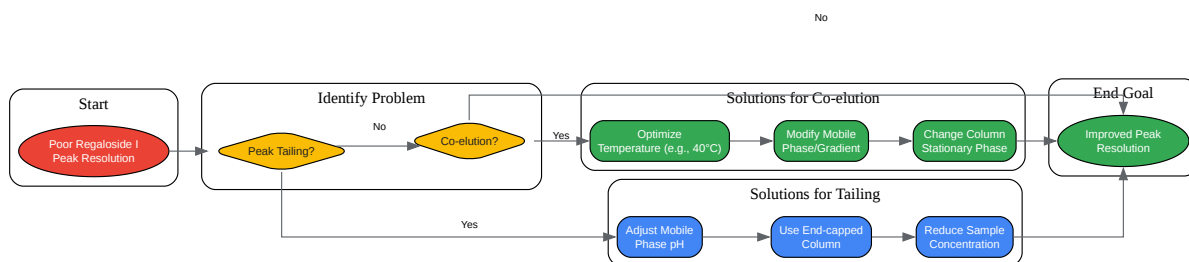 No
Start
Poor Regaloside I
Peak Resolution
Identify Problem
Peak Tailing?
No
Co-elution?
Yes
Solutions for Co-elution
Optimize
Temperature (e.g., 40°C)
Modify Mobile
Phase/Gradient
Change Column
Stationary Phase
End Goal
Improved Peak
Resolution
Yes
Solutions for Tailing
Adjust Mobile
Phase pH
Use End-capped
Column
Reduce Sample
Concentration